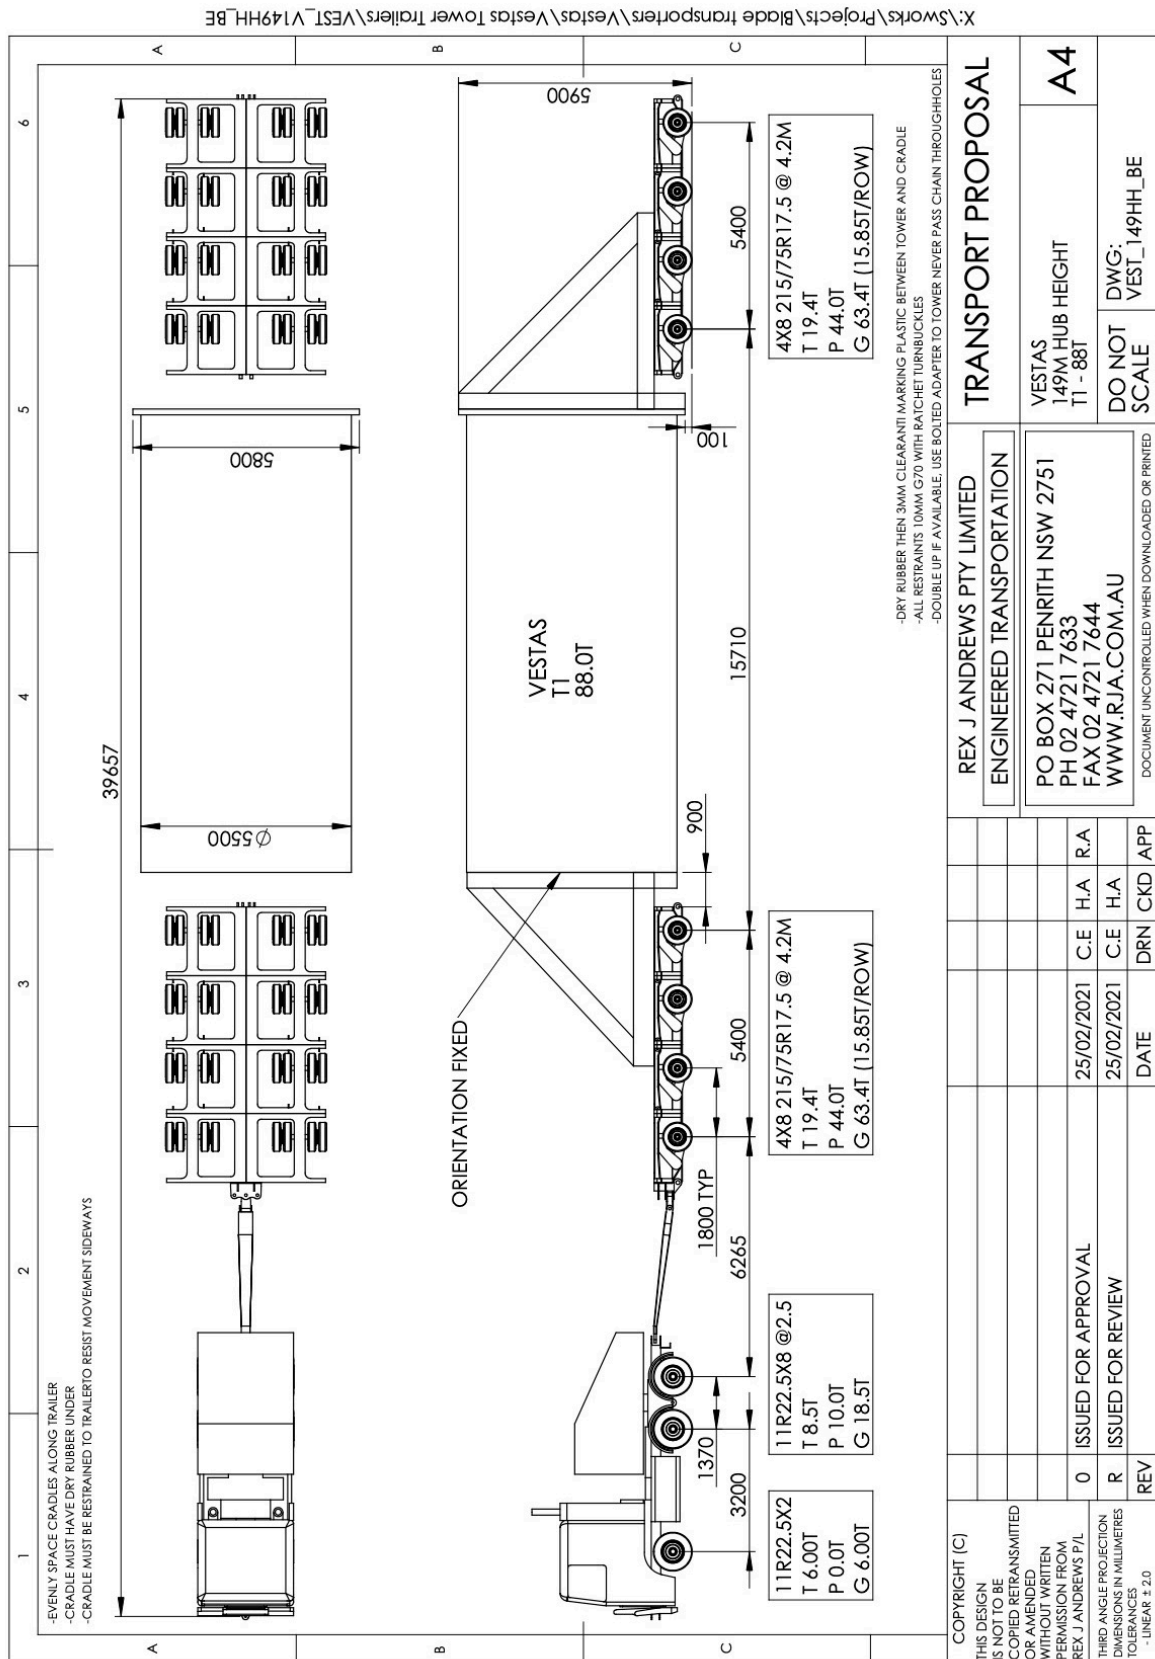 X:\Sworks\Projects\Blade transporters\Vestas\Vestas Tower Trailers\VEST_V149HH_BE
1
2
3
4
5
6
A
B
C
A
B
C
-EVENLY SPACE CRADLES ALONG TRAILER
-CRADLE MUST HAVE DRY RUBBER UNDER
-CRADLE MUST BE RESTRAINED TO TRAILERTO RESIST MOVEMENT SIDEWAYS
39657
Ø5500
5800
ORIENTATION FIXED
VESTAS
T1
88.0T
5900
100
900
1800 TYP
1370
3200
6265
5400
15710
5400
11R22.5X2
T 6.00T
P 0.0T
G 6.00T
11R22.5X8 @2.5
T 8.5T
P 10.0T
G 18.5T
4X8 215/75R17.5 @ 4.2M
T 19.4T
P 44.0T
G 63.4T (15.85T/ROW)
4X8 215/75R17.5 @ 4.2M
T 19.4T
P 44.0T
G 63.4T (15.85T/ROW)
-DRY RUBBER THEN 3MM CLEARANTI MARKING PLASTIC BETWEEN TOWER AND CRADLE
-ALL RESTRAINTS 10MM G70 WITH RATCHET TURNBUCKLES
-DOUBLE UP IF AVAILABLE, USE BOLTED ADAPTER TO TOWER NEVER PASS CHAIN THROUGHHOLES
COPYRIGHT (C)
THIS DESIGN
IS NOT TO BE
COPIED RETRANSMITTED
OR AMENDED
WITHOUT WRITTEN
PERMISSION FROM
REX J ANDREWS P/L
THIRD ANGLE PROJECTION
DIMENSIONS IN MILLIMETRES
TOLERANCES
- LINEAR ± 2.0
0 ISSUED FOR APPROVAL 25/02/2021 C.E H.A R.A
R ISSUED FOR REVIEW 25/02/2021 C.E H.A
REV DATE DRN CKD APP
REX J ANDREWS PTY LIMITED
ENGINEERED TRANSPORTATION
PO BOX 271 PENRITH NSW 2751
PH 02 4721 7633
FAX 02 4721 7644
WWW.RJA.COM.AU
DOCUMENT UNCONTROLLED WHEN DOWNLOADED OR PRINTED
TRANSPORT PROPOSAL
VESTAS
149M HUB HEIGHT
T1 - 88T
A4
DO NOT
SCALE
DWG:
VEST_149HH_BE